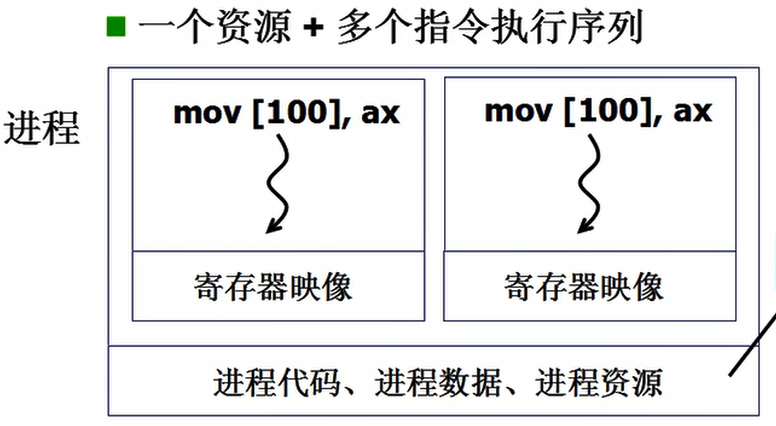 一个资源 + 多个指令执行序列
进程
mov [100], ax
mov [100], ax
寄存器映像
寄存器映像
进程代码、进程数据、进程资源